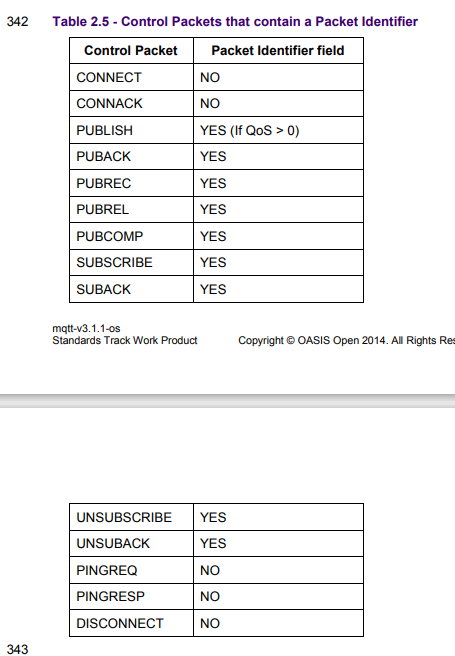 342 Table 2.5 - Control Packets that contain a Packet Identifier
Control Packet Packet Identifier field
CONNECT NO
CONNACK NO
PUBLISH YES (If QoS > 0)
PUBACK YES
PUBREC YES
PUBREL YES
PUBCOMP YES
SUBSCRIBE YES
SUBACK YES
mqtt-v3.1.1-os
Standards Track Work Product Copyright © OASIS Open 2014. All Rights Res
UNSUBSCRIBE YES
UNSUBACK YES
PINGREQ NO
PINGRESP NO
DISCONNECT NO
343